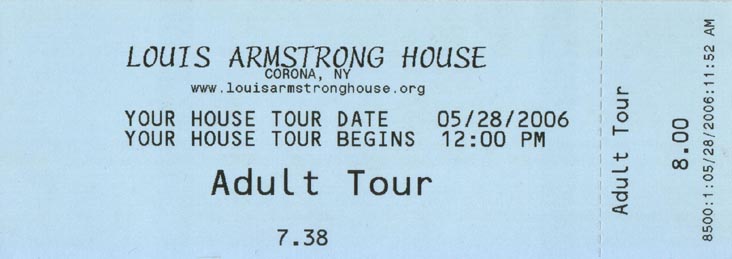 LOUIS ARMSTRONG HOUSE
CORONA, NY
www.louisarmstronghouse.org
YOUR HOUSE TOUR DATE 05/28/2006
YOUR HOUSE TOUR BEGINS 12:00 PM
Adult Tour
7.38
Adult Tour
8.00
8500:1:05/28/2006:11:52 AM